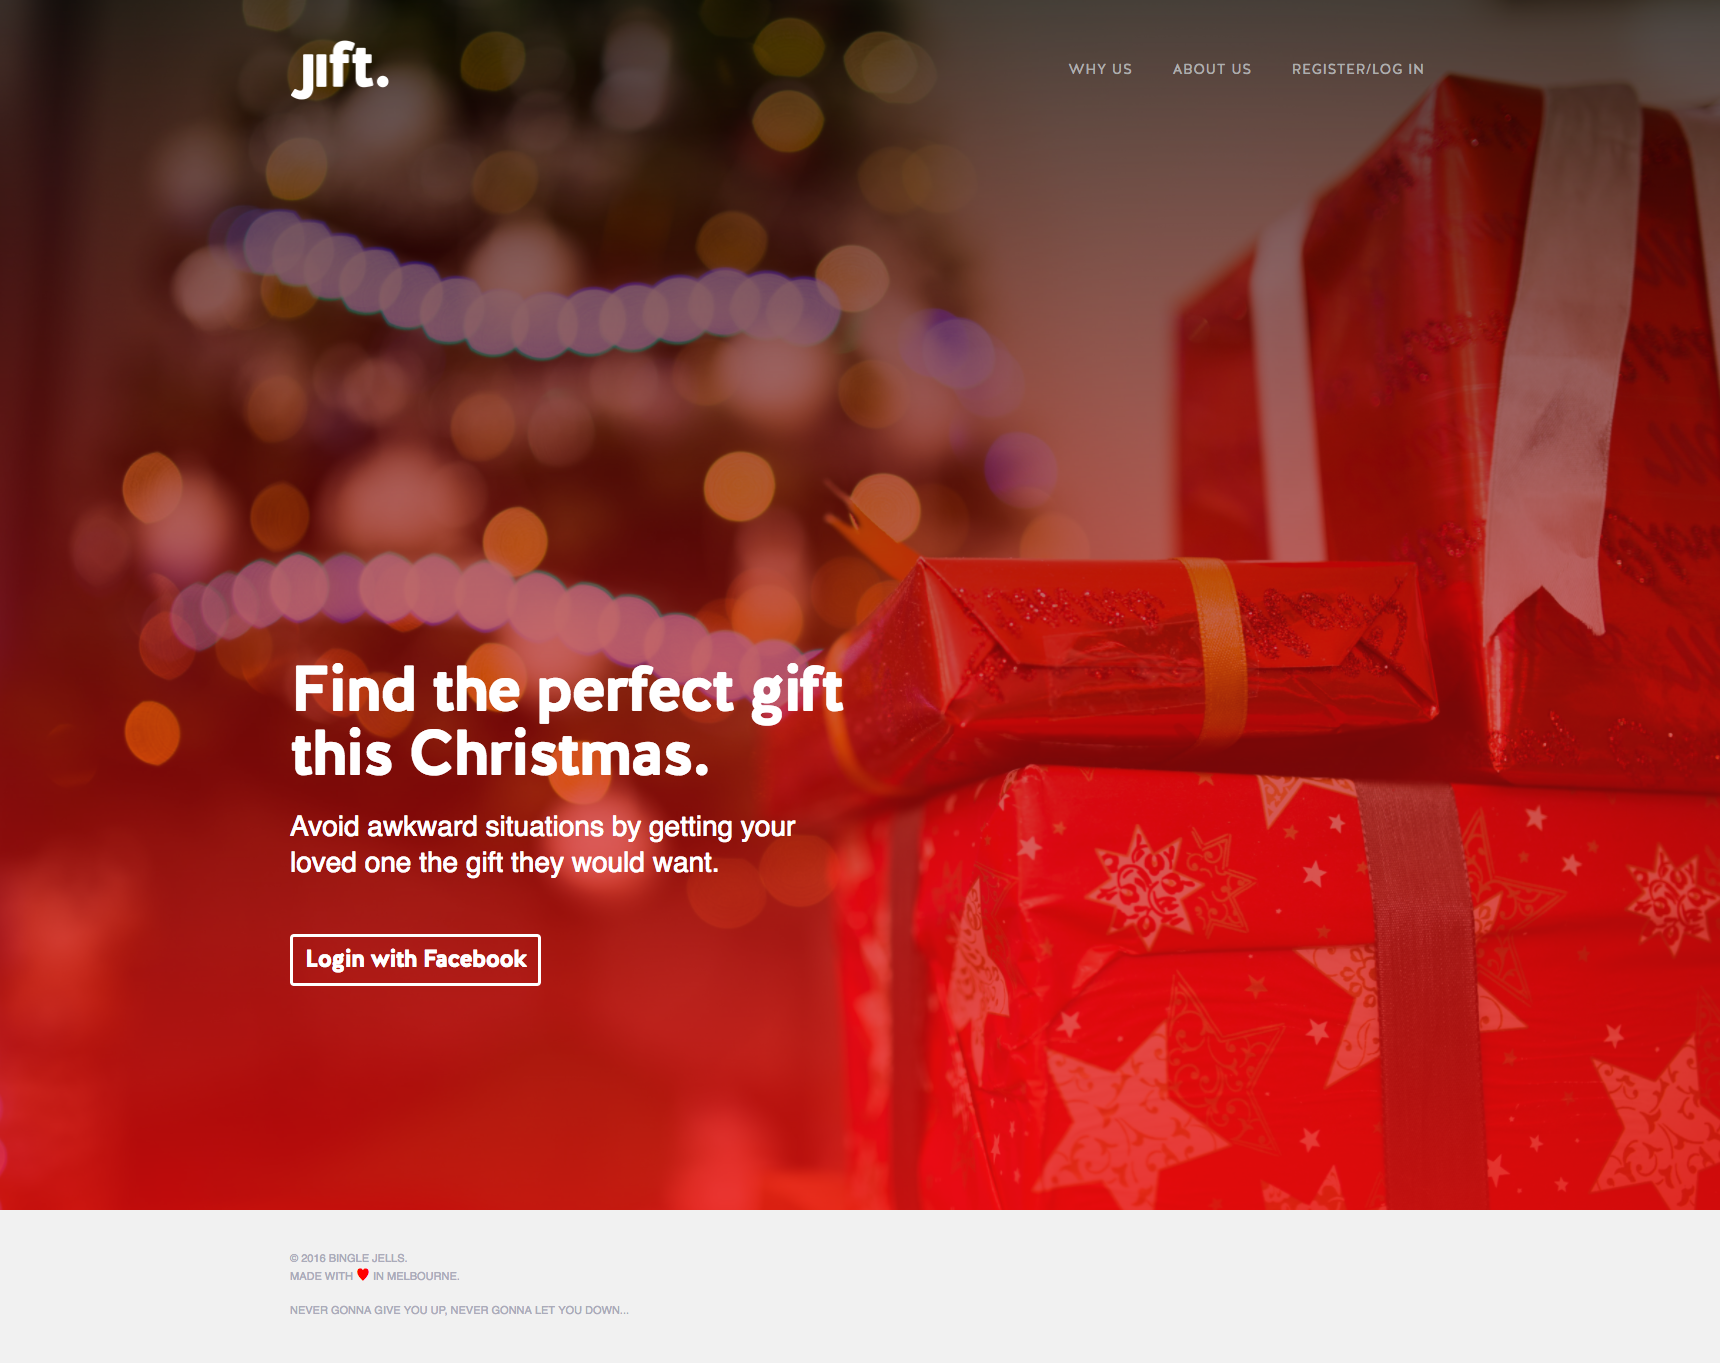 jift.
WHY US
ABOUT US
REGISTER/LOG IN
Find the perfect gift
this Christmas.
Avoid awkward situations by getting your
loved one the gift they would want.
Login with Facebook
© 2016 BINGLE JELLS.
MADE WITH ♥ IN MELBOURNE.
NEVER GONNA GIVE YOU UP, NEVER GONNA LET YOU DOWN...